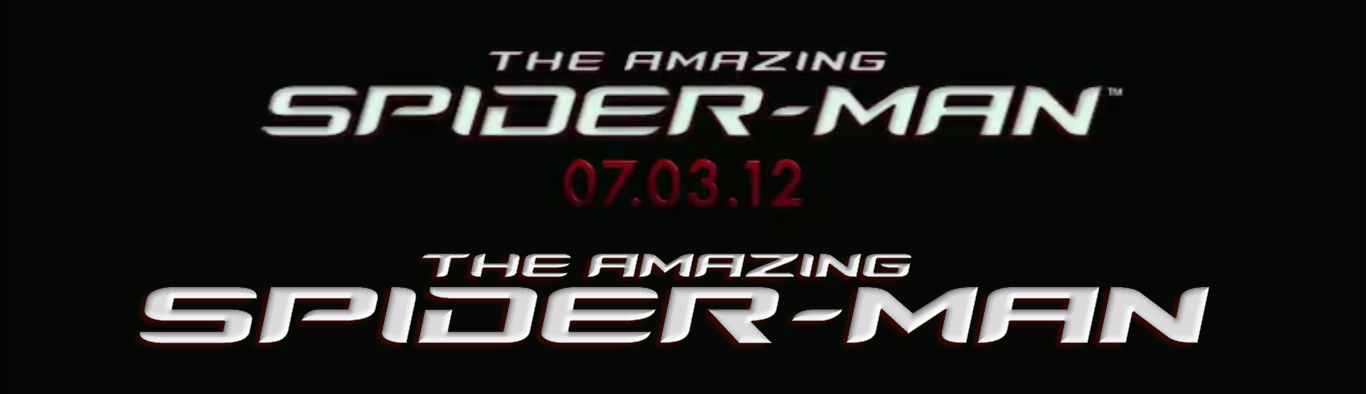 THE AMAZING
SPIDER-MAN™
07.03.12
THE AMAZING
SPIDER-MAN